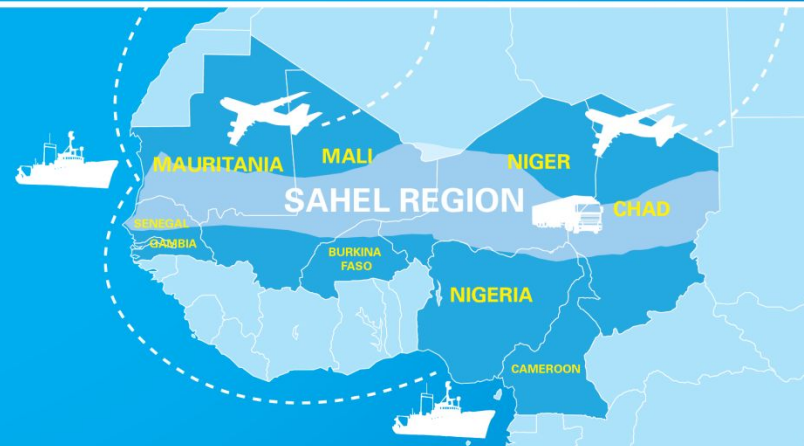 MAURITANIA
MALI
NIGER
SAHEL REGION
CHAD
SENEGAL
GAMBIA
BURKINA
FASO
NIGERIA
CAMEROON